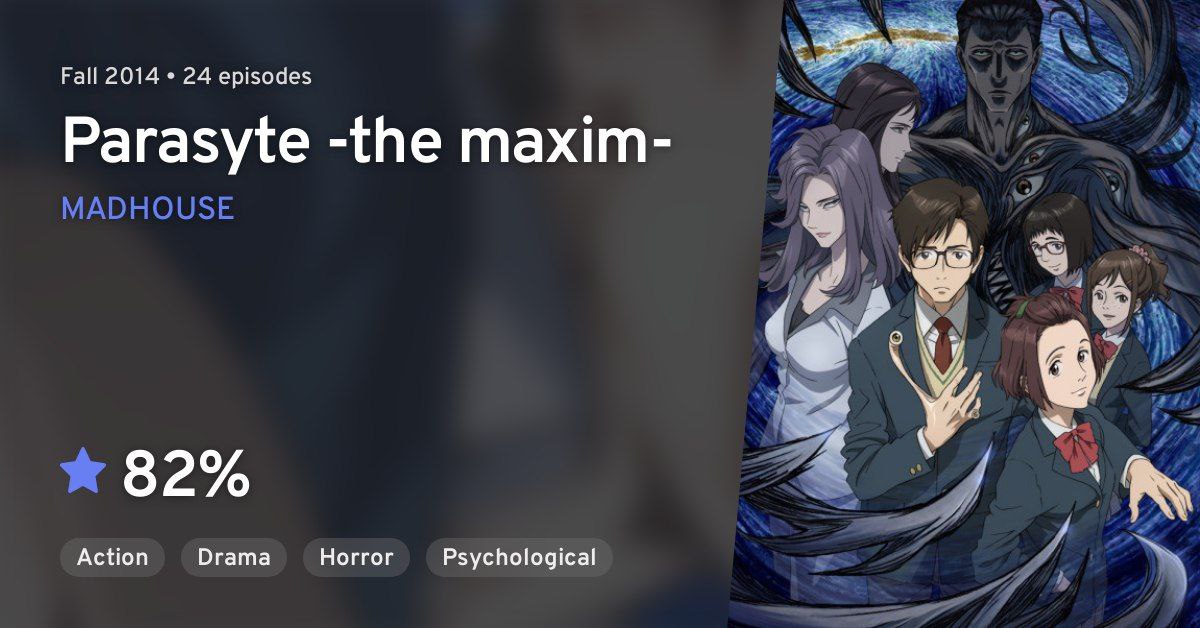 Fall 2014 • 24 episodes
Parasyte -the maxim-
MADHOUSE
82%
Action Drama Horror Psychological